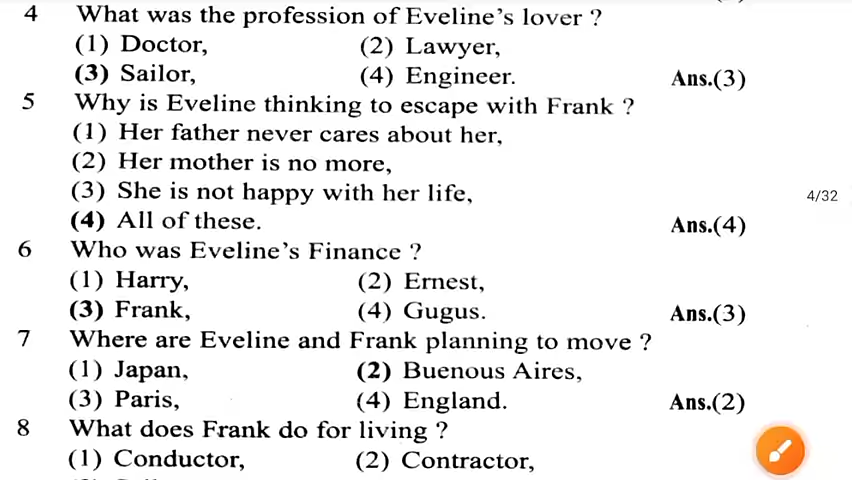 4 What was the profession of Eveline's lover ?
(1) Doctor, (2) Lawyer,
(3) Sailor, (4) Engineer. Ans.(3)
5 Why is Eveline thinking to escape with Frank ?
(1) Her father never cares about her,
(2) Her mother is no more,
(3) She is not happy with her life,
4/32
(4) All of these. Ans.(4)
6 Who was Eveline's Finance ?
(1) Harry, (2) Ernest,
(3) Frank, (4) Gugus. Ans.(3)
7 Where are Eveline and Frank planning to move ?
(1) Japan, (2) Buenous Aires,
(3) Paris, (4) England. Ans.(2)
8 What does Frank do for living ?
(1) Conductor, (2) Contractor,